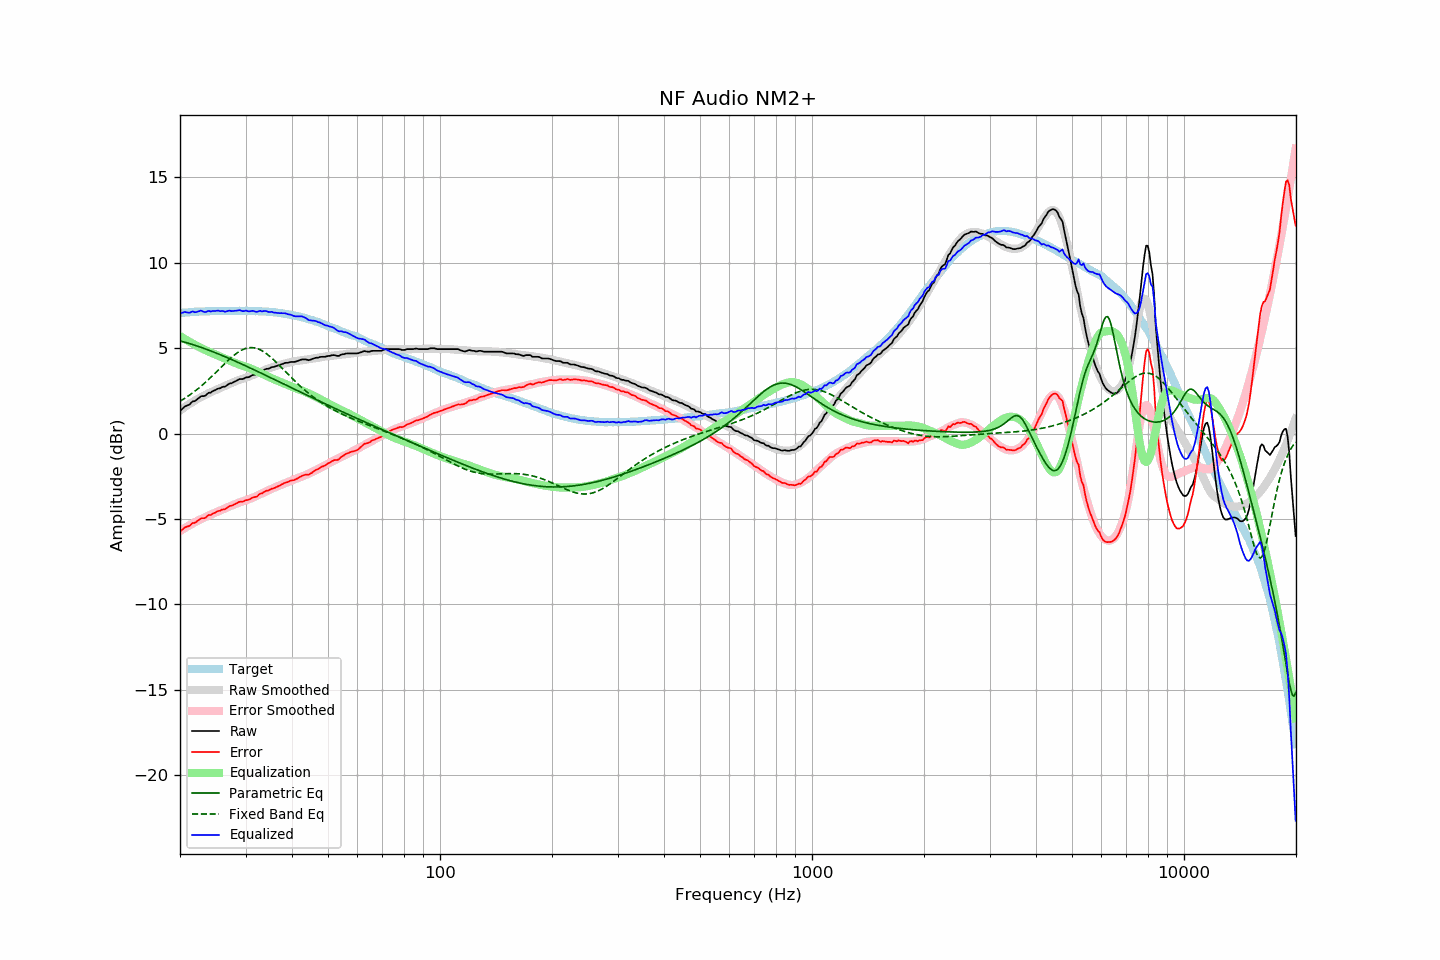 NF Audio NM2+
Amplitude (dBr)
15
10
5
0
−5
−10
−15
−20
Target
Raw Smoothed
Error Smoothed
Raw
Error
Equalization
Parametric Eq
Fixed Band Eq
Equalized
100
1000
10000
Frequency (Hz)